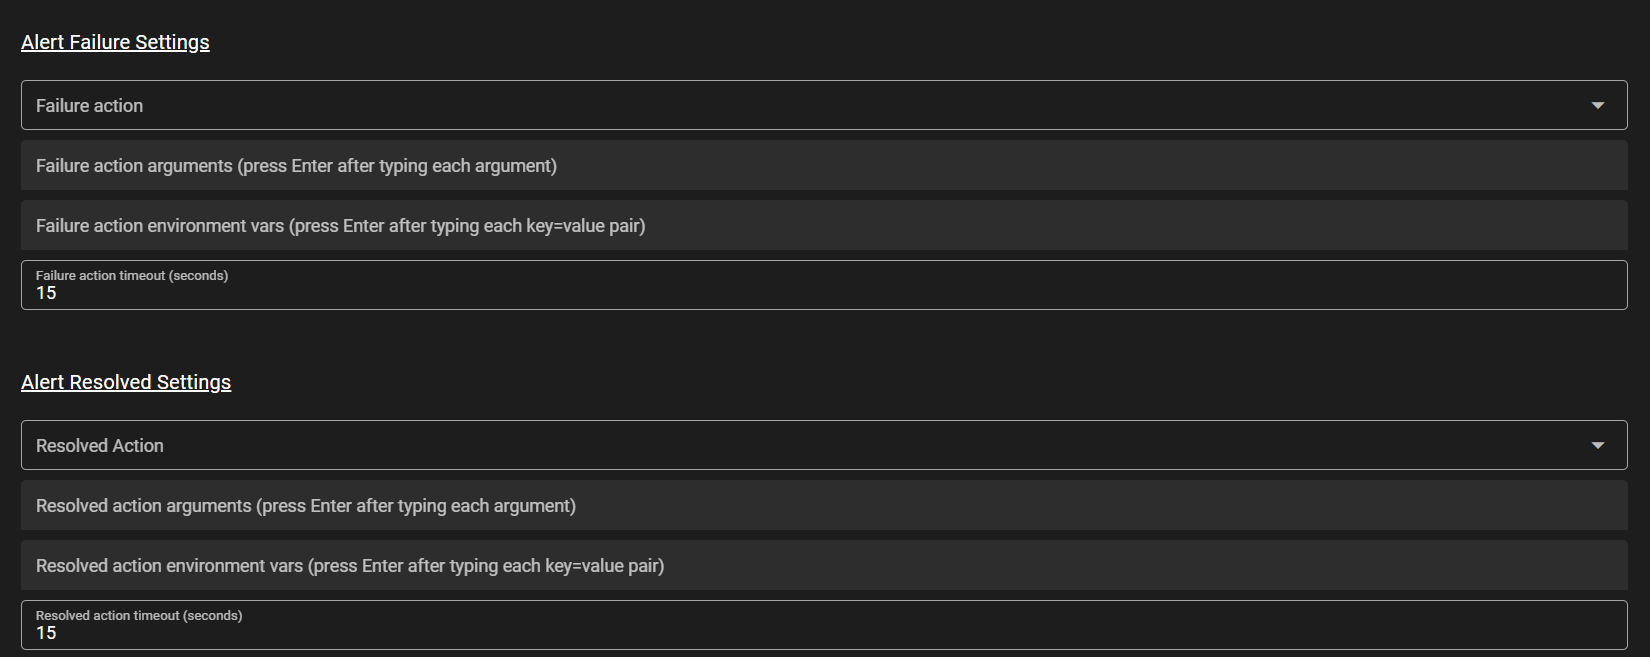 Alert Failure Settings
Failure action
Failure action arguments (press Enter after typing each argument)
Failure action environment vars (press Enter after typing each key=value pair)
Failure action timeout (seconds)
15
Alert Resolved Settings
Resolved Action
Resolved action arguments (press Enter after typing each argument)
Resolved action environment vars (press Enter after typing each key=value pair)
Resolved action timeout (seconds)
15